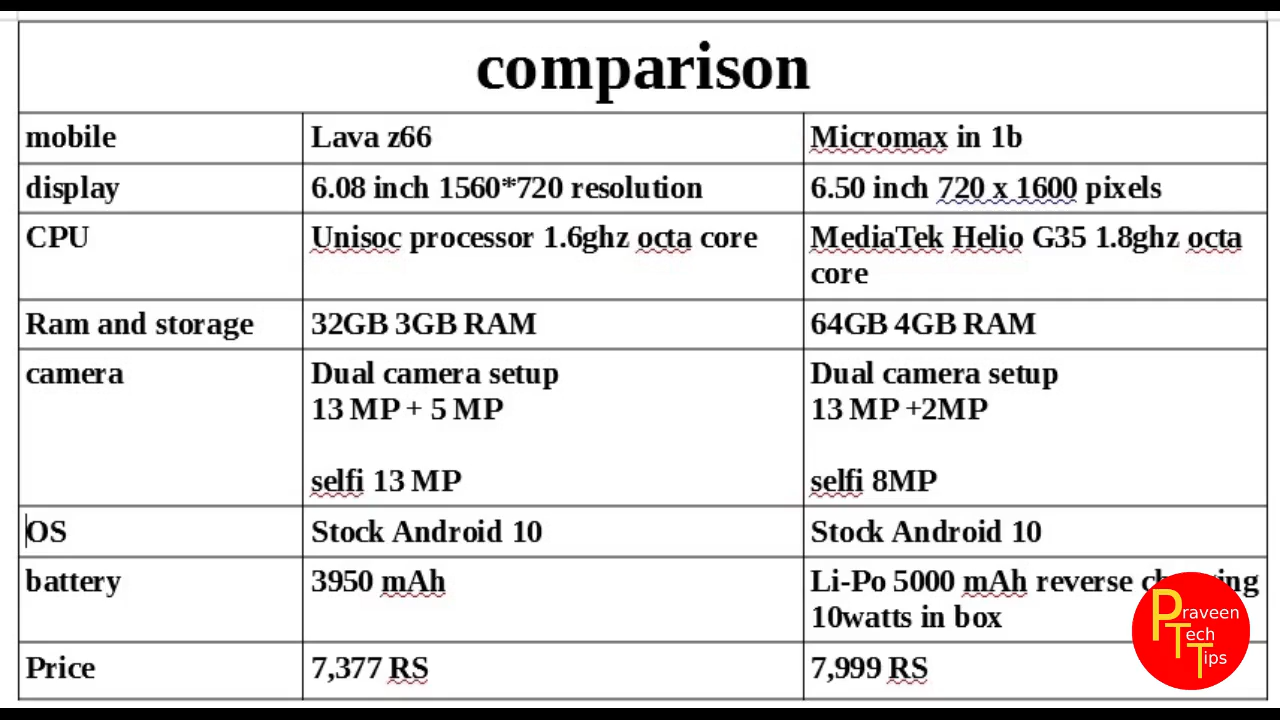 comparison
mobile Lava z66 Micromax in 1b
display 6.08 inch 1560*720 resolution 6.50 inch 720 x 1600 pixels
CPU Unisoc processor 1.6ghz octa core MediaTek Helio G35 1.8ghz octa
core
Ram and storage 32GB 3GB RAM 64GB 4GB RAM
camera Dual camera setup Dual camera setup
13 MP + 5 MP 13 MP +2MP
selfi 13 MP selfi 8MP
OS Stock Android 10 Stock Android 10
battery 3950 mAh Li-Po 5000 mAh reverse charging
10watts in box
Price 7,377 RS 7,999 RS
Praveen
Tech
Tips